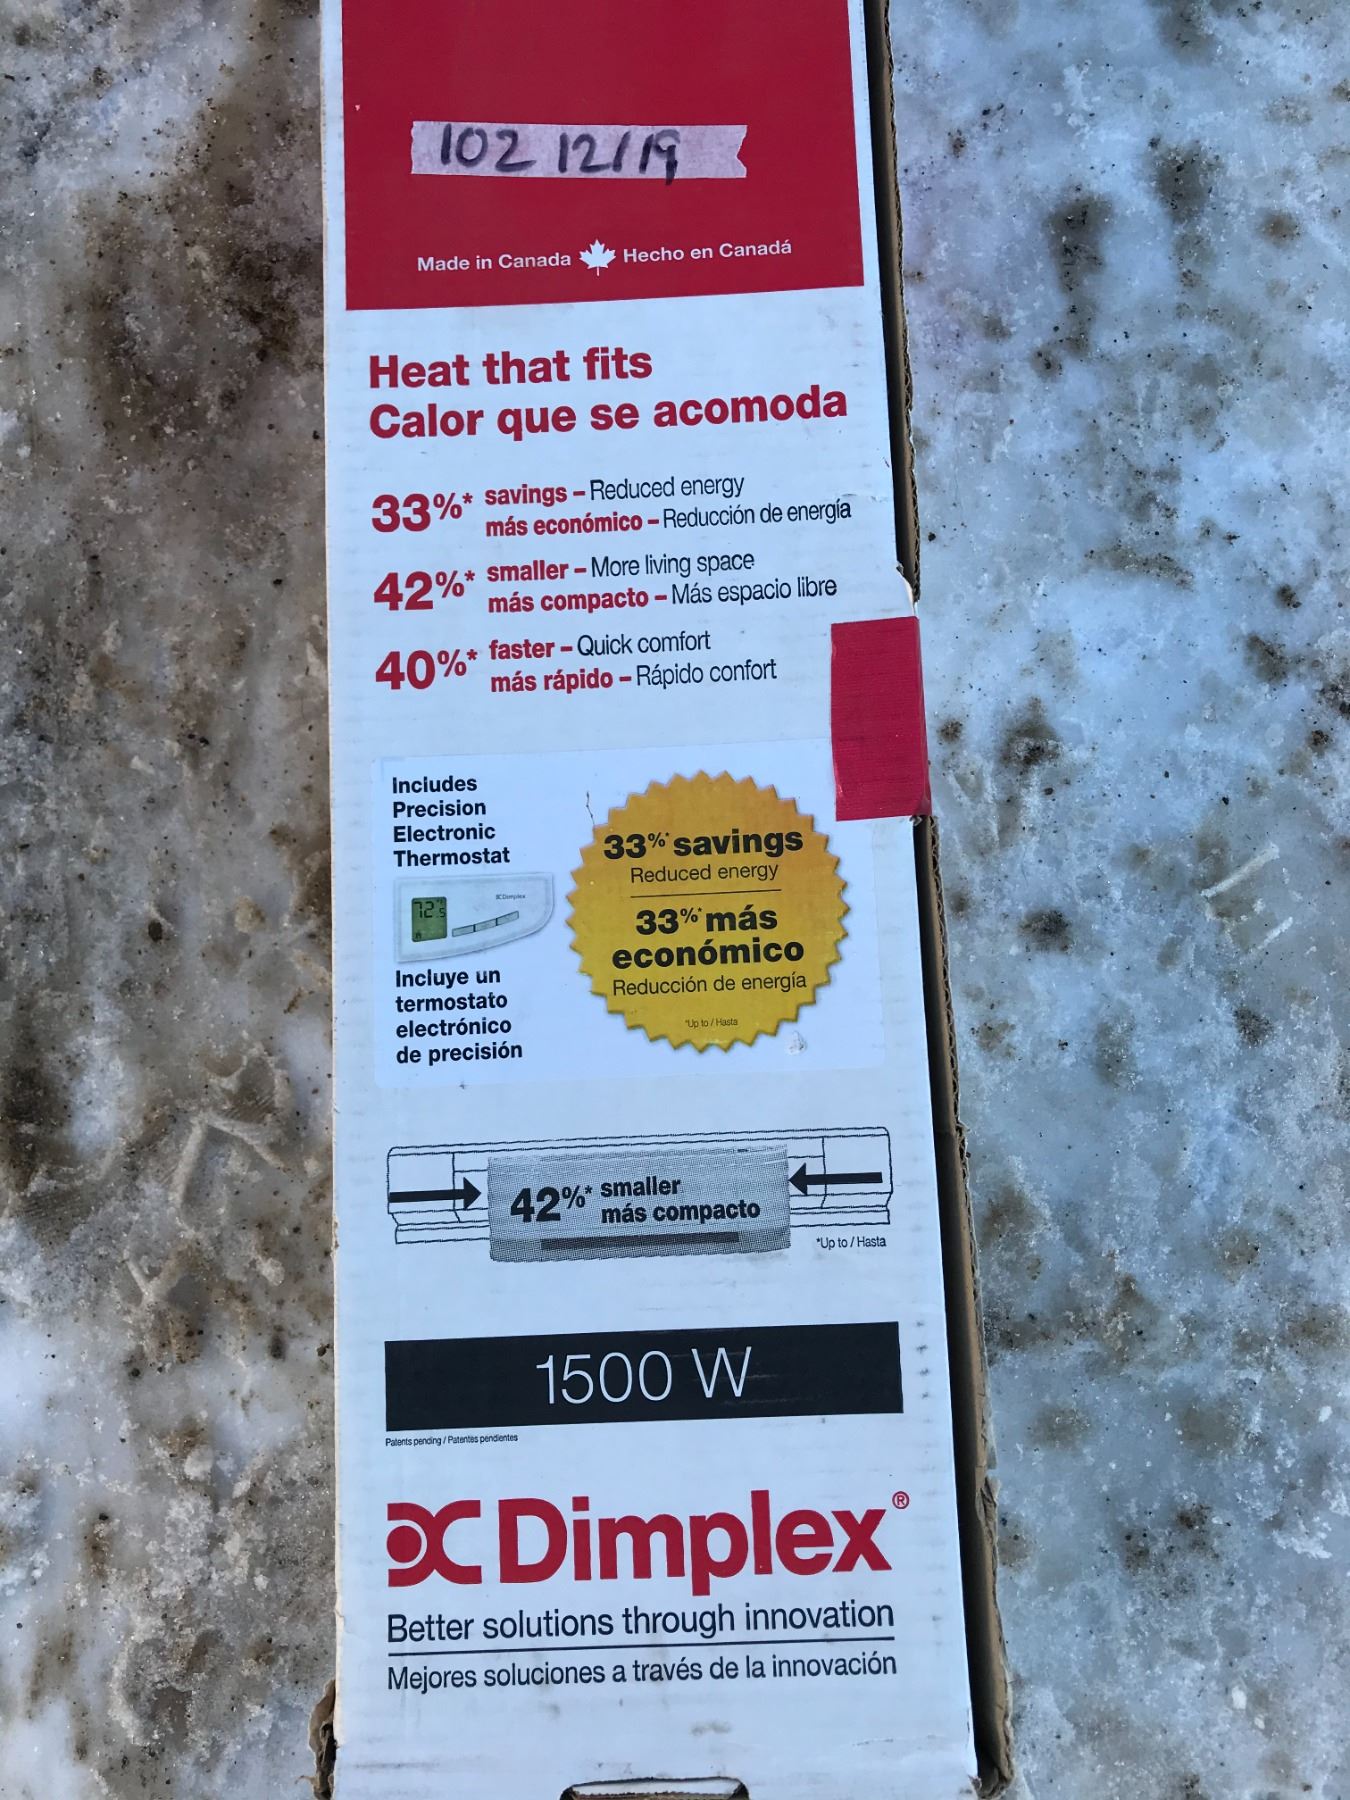 102 12/19
Made in Canada Hecho en Canadá
Heat that fits
Calor que se acomoda
33%* savings – Reduced energy
más económico – Reducción de energía
42%* smaller – More living space
más compacto – Más espacio libre
40%* faster – Quick comfort
más rápido – Rápido confort
Includes
Precision
Electronic
Thermostat
72.5
Dimplex
Incluye un
termostato
electrónico
de precisión
33%* savings
Reduced energy
33%* más
económico
Reducción de energía
*Up to / Hasta
42%* smaller
más compacto
*Up to / Hasta
1500 W
Patents pending / Patentes pendientes
Dimplex®
Better solutions through innovation
Mejores soluciones a través de la innovación